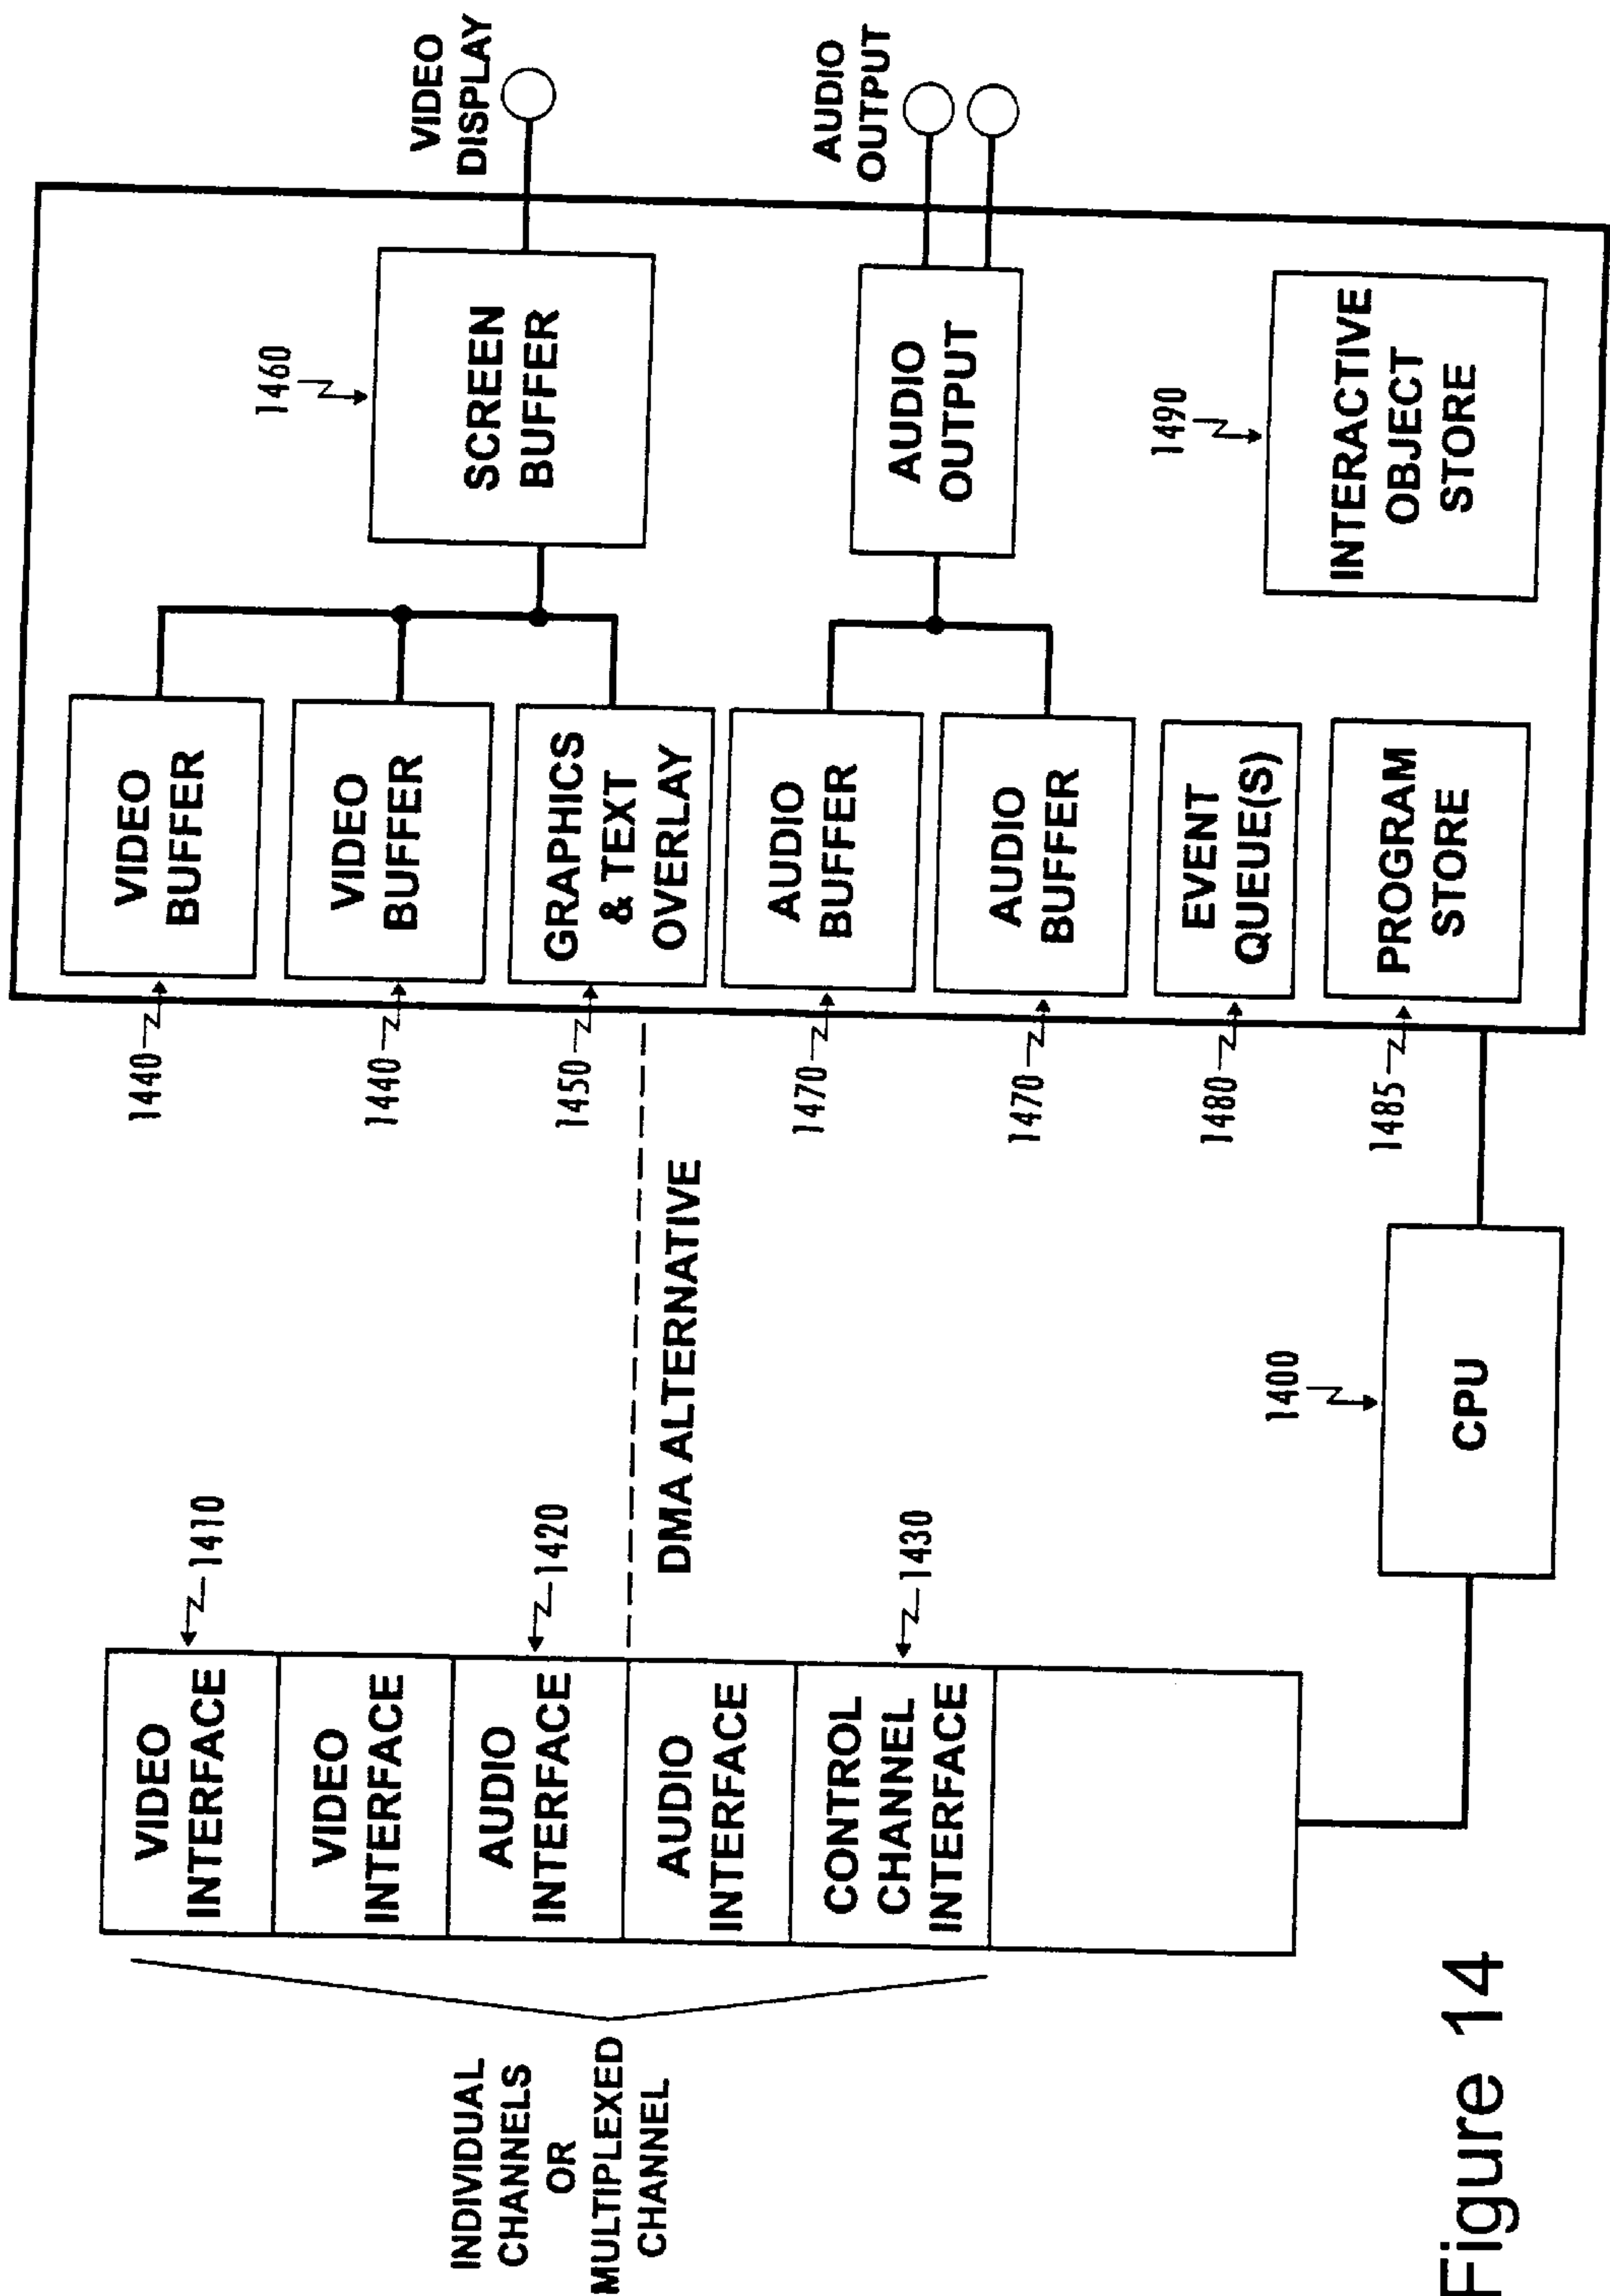 INDIVIDUAL
CHANNELS
OR
MULTIPLEXED
CHANNEL
VIDEO
INTERFACE
1410
VIDEO
INTERFACE
AUDIO
INTERFACE
1420
AUDIO
INTERFACE
CONTROL
CHANNEL
INTERFACE
1430
DMA ALTERNATIVE
1400
CPU
1440
VIDEO
BUFFER
1440
VIDEO
BUFFER
1450
GRAPHICS
& TEXT
OVERLAY
1470
AUDIO
BUFFER
1470
AUDIO
BUFFER
1480
EVENT
QUEUE(S)
1485
PROGRAM
STORE
1460
SCREEN
BUFFER
AUDIO
OUTPUT
1490
INTERACTIVE
OBJECT
STORE
VIDEO
DISPLAY
AUDIO
OUTPUT
Figure 14